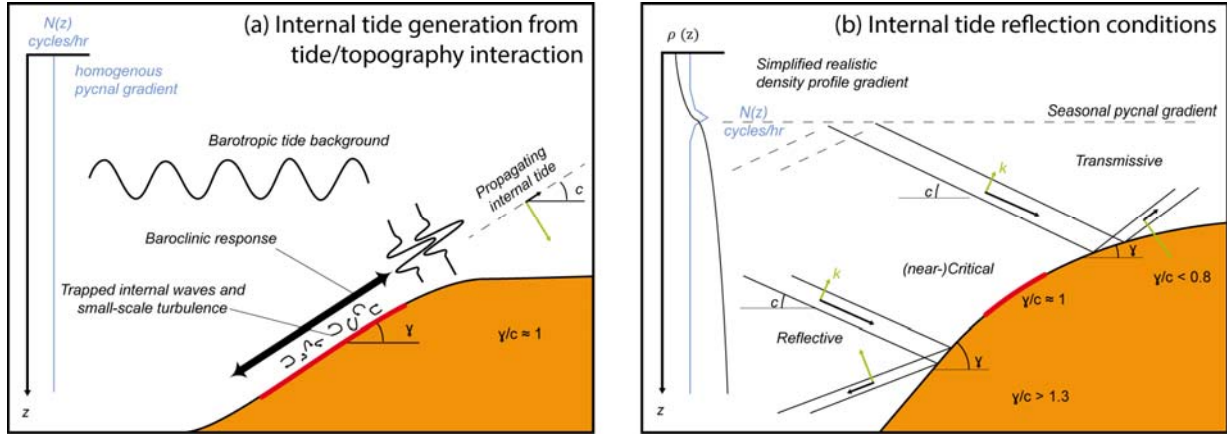 (a) Internal tide generation from
tide/topography interaction
N(z)
cycles/hr
homogenous
pycnal gradient
Barotropic tide background
Propagating
internal tide
c
Baroclinic response
Trapped internal waves and
small-scale turbulence
ɣ
ɣ/c ≈ 1
z
(b) Internal tide reflection conditions
ρ (z)
Simplified realistic
density profile gradient
N(z)
cycles/hr
Seasonal pycnal gradient
Transmissive
k
c
ɣ
ɣ/c < 0.8
(near-)Critical
ɣ/c ≈ 1
k
c
Reflective
ɣ
ɣ/c > 1.3
z